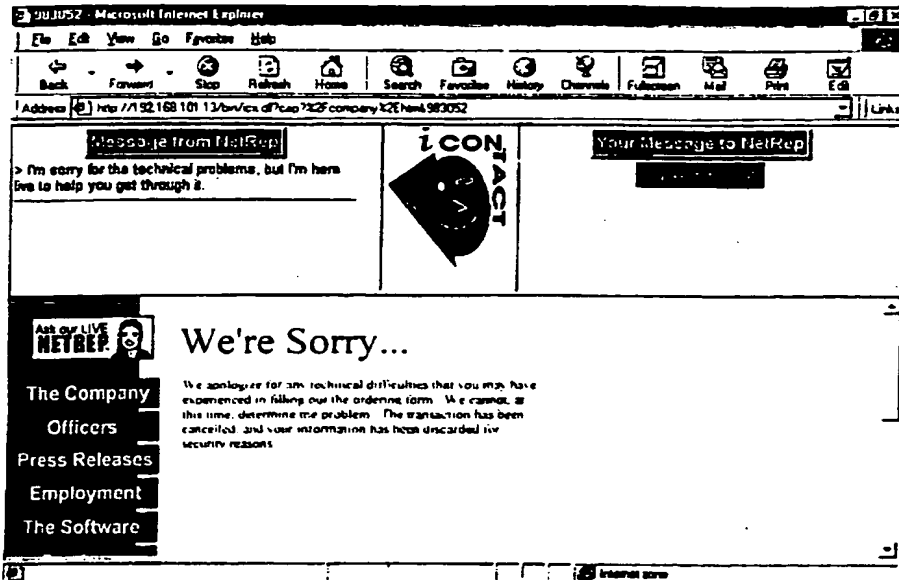 983052 - Microsoft Internet Explorer
File Edit View Go Favorites Help
Back Forward Stop Refresh Home Search Favorites History Channels Fullscreen Mail Print Edit
Address Links
Message from NetRep
> I'm sorry for the technical problems, but I'm here
live to help you get through it.
i CONTACT
Your Message to NetRep
Ask our LIVE
NETREP
We're Sorry...
We apologize for any technical difficulties that you may have
experienced in filling out the ordering form. We cannot, at
this time, determine the problem. The transaction has been
cancelled, and your information has been discarded for
security reasons
The Company
Officers
Press Releases
Employment
The Software
Internet zone